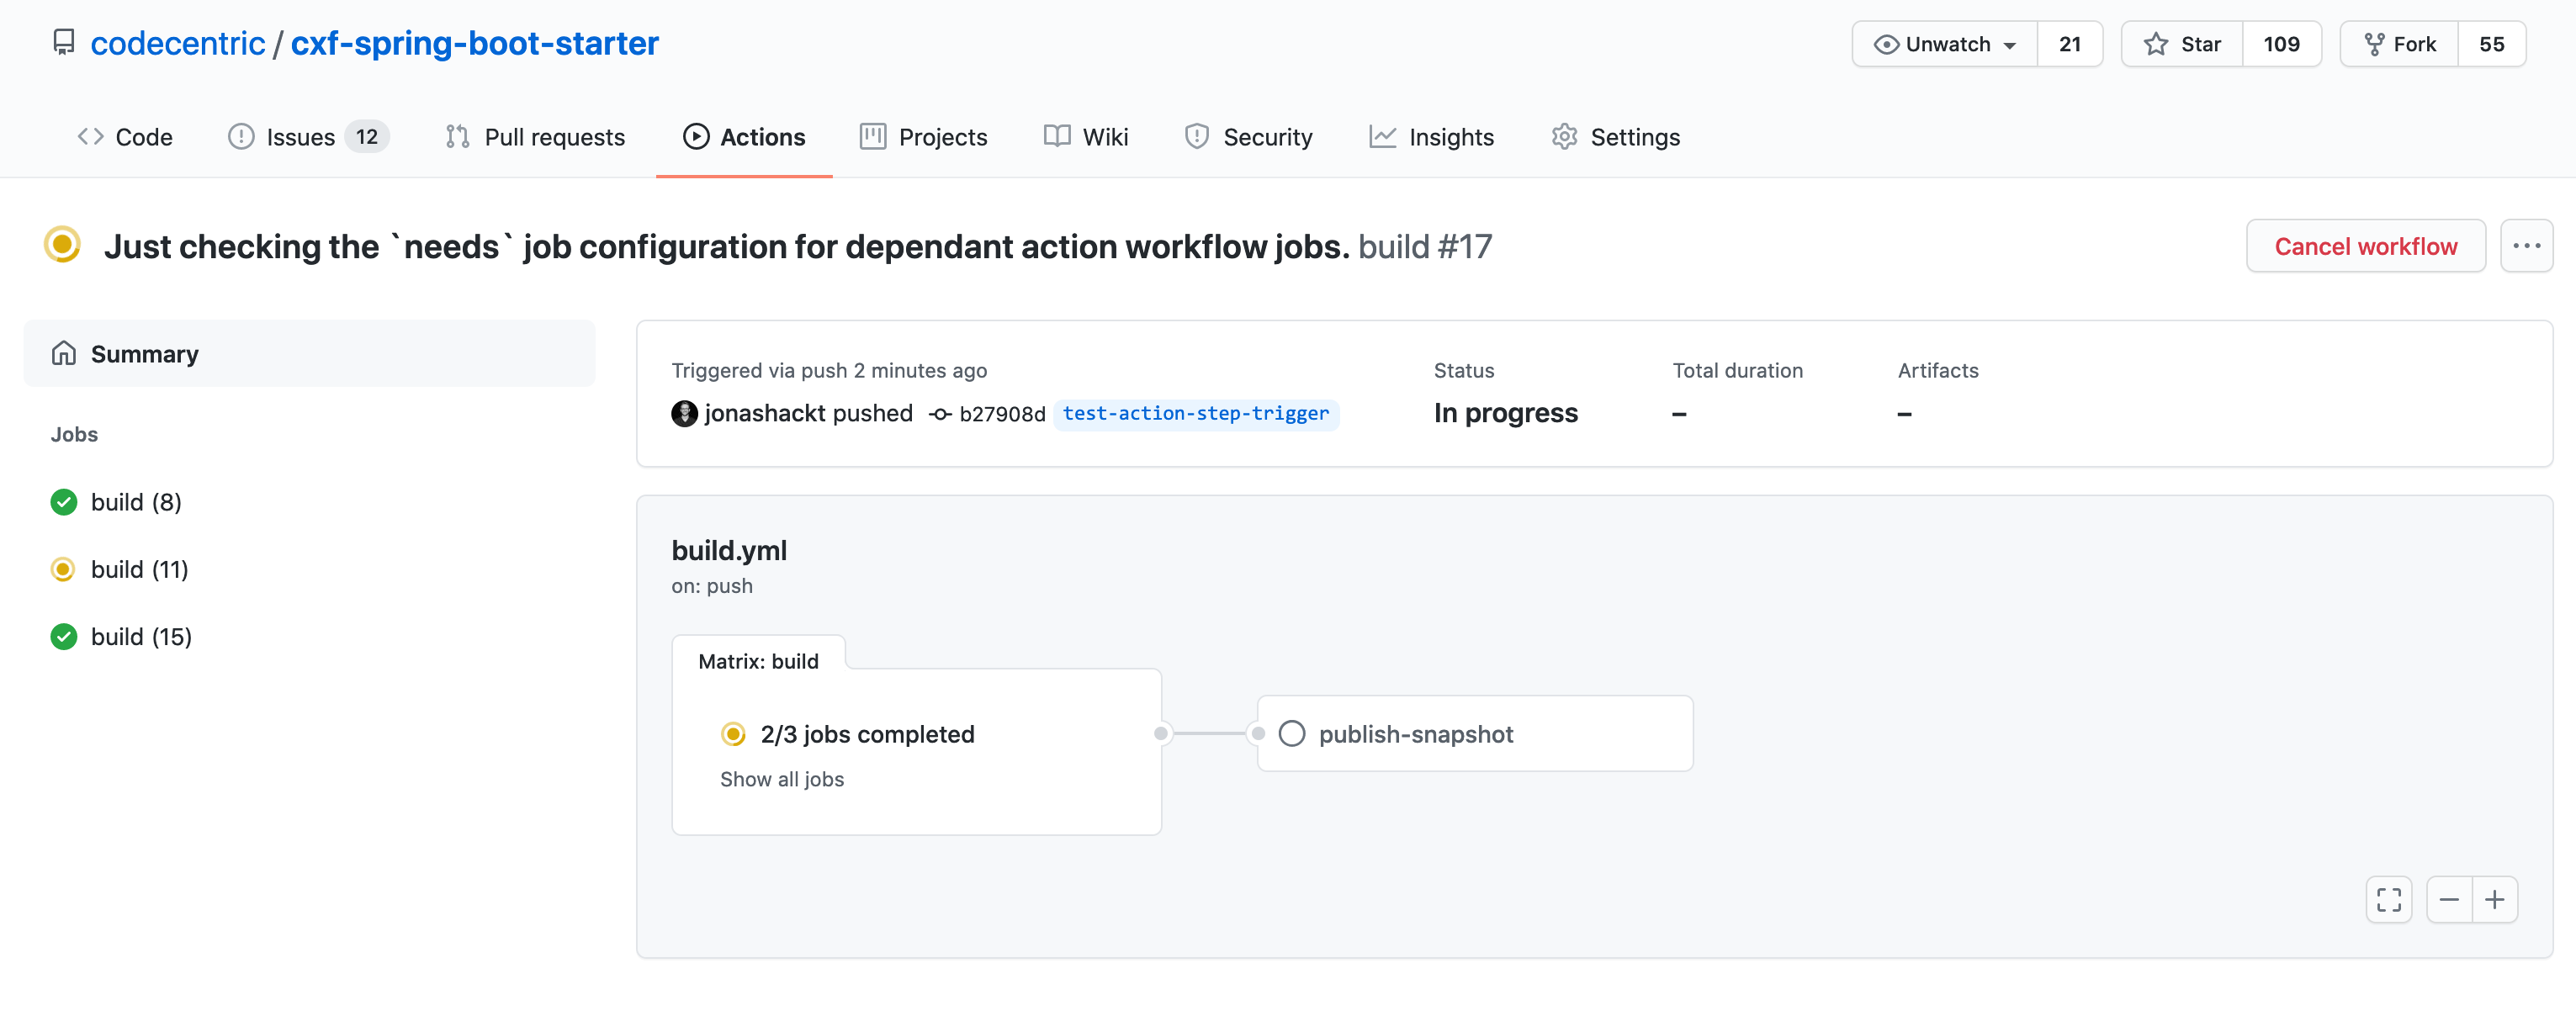 codecentric / cxf-spring-boot-starter
Unwatch 21 Star 109 Fork 55
Code Issues 12 Pull requests Actions Projects Wiki Security Insights Settings
Just checking the `needs` job configuration for dependant action workflow jobs. build #17
Cancel workflow ...
Summary
Jobs
build (8)
build (11)
build (15)
Triggered via push 2 minutes ago
jonashackt pushed b27908d test-action-step-trigger
Status
In progress
Total duration
–
Artifacts
–
build.yml
on: push
Matrix: build
2/3 jobs completed
Show all jobs
publish-snapshot